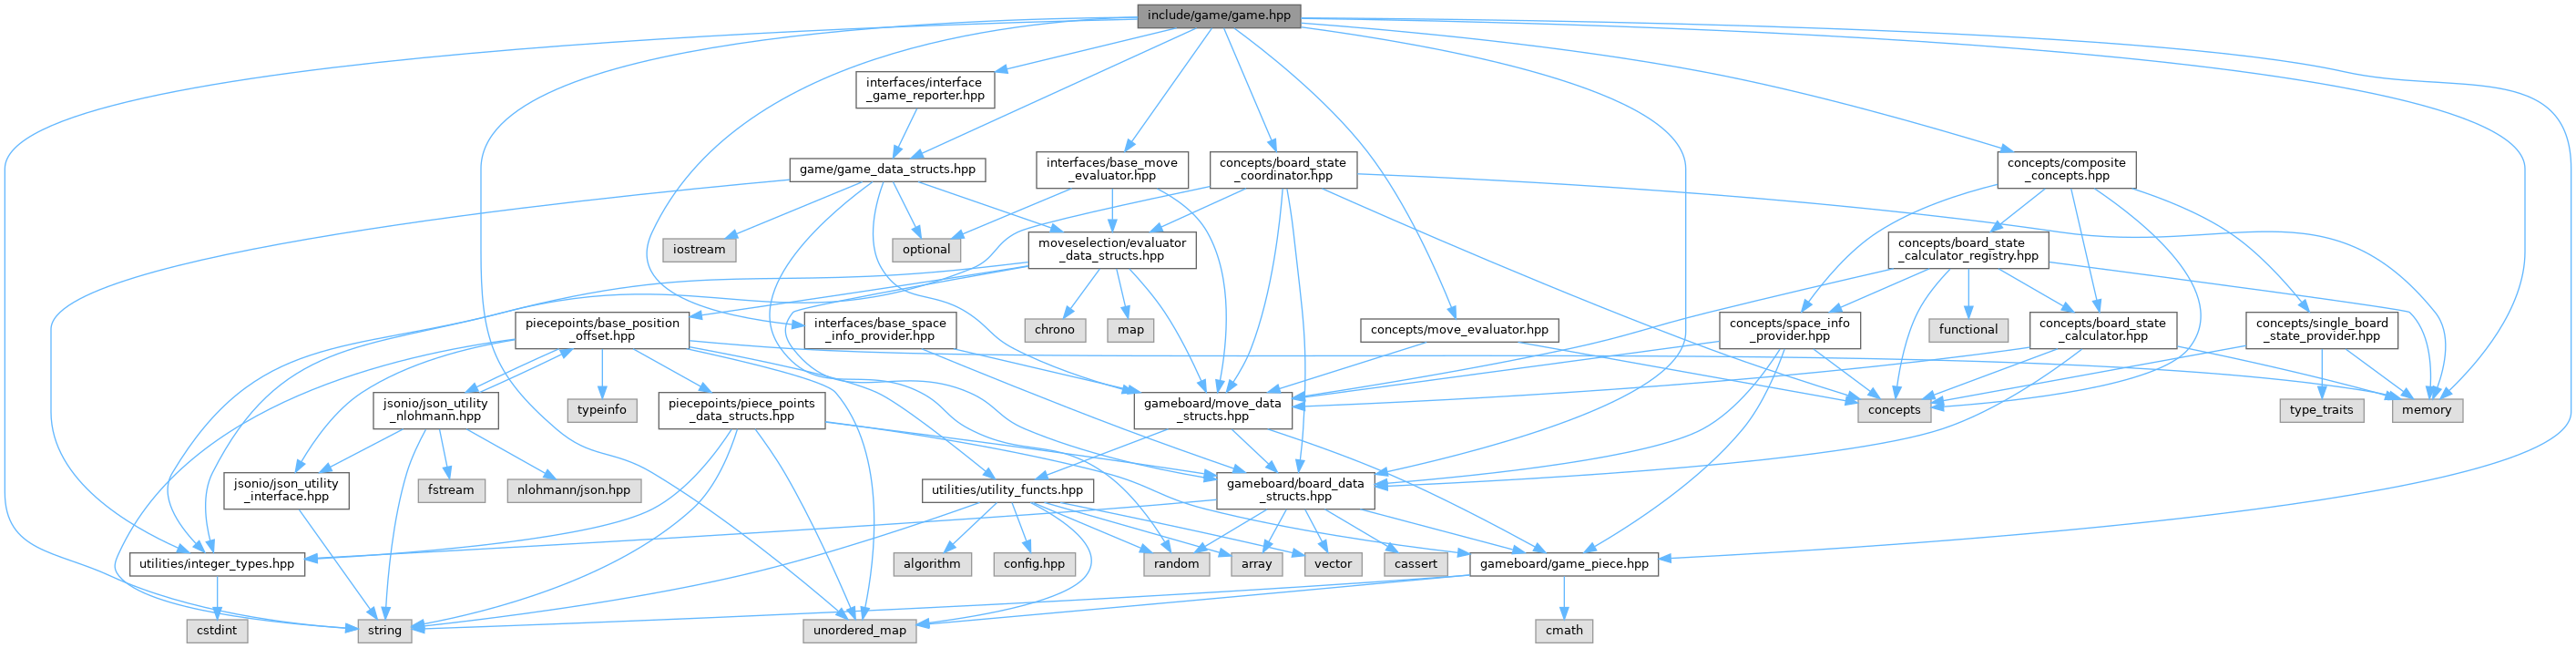 include/game/game.hpp
interfaces/interface
_game_reporter.hpp
game/game_data_structs.hpp
interfaces/base_move
_evaluator.hpp
concepts/board_state
_coordinator.hpp
concepts/composite
_concepts.hpp
iostream
optional
moveselection/evaluator
_data_structs.hpp
concepts/board_state
_calculator_registry.hpp
piecepoints/base_position
_offset.hpp
interfaces/base_space
_info_provider.hpp
chrono
map
concepts/move_evaluator.hpp
concepts/space_info
_provider.hpp
functional
concepts/board_state
_calculator.hpp
concepts/single_board
_state_provider.hpp
jsonio/json_utility
_nlohmann.hpp
typeinfo
piecepoints/piece_points
_data_structs.hpp
gameboard/move_data
_structs.hpp
concepts
type_traits
memory
jsonio/json_utility
_interface.hpp
fstream
nlohmann/json.hpp
utilities/utility_functs.hpp
gameboard/board_data
_structs.hpp
utilities/integer_types.hpp
algorithm
config.hpp
random
array
vector
cassert
gameboard/game_piece.hpp
cstdint
string
unordered_map
cmath